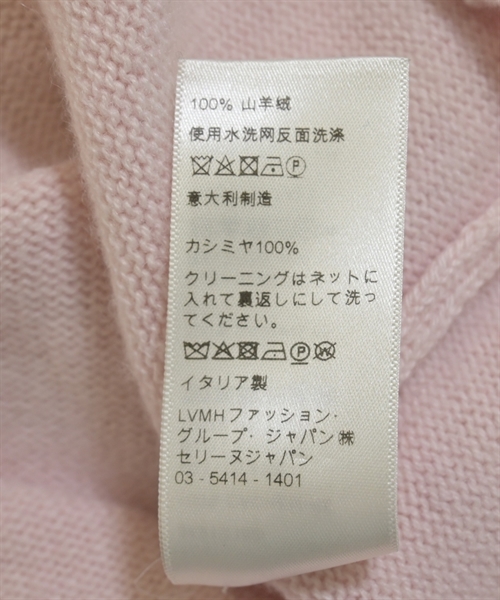 100% 山羊绒
使用水洗网反面洗涤
P
意大利制造
カシミヤ100%
クリーニングはネットに
入れて裏返しにして洗っ
てください。
P W
イタリア製
LVMHファッション・
グループ・ジャパン㈱
セリーヌジャパン
03 - 5414 - 1401